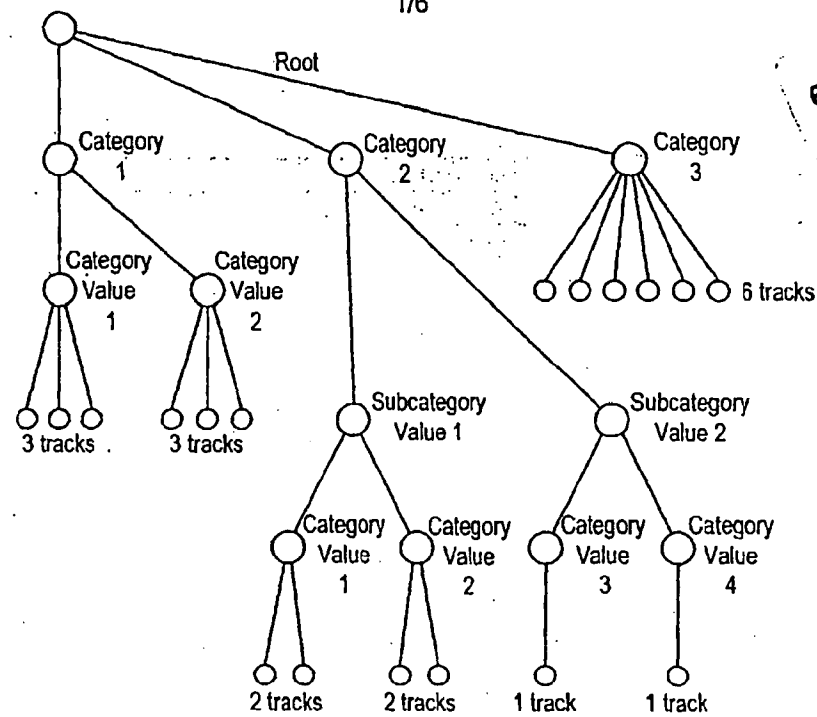 1/6
Root
Category
1
Category
2
Category
3
Category
Value
1
Category
Value
2
6 tracks
3 tracks
3 tracks
Subcategory
Value 1
Subcategory
Value 2
Category
Value
1
Category
Value
2
Category
Value
3
Category
Value
4
2 tracks
2 tracks
1 track
1 track